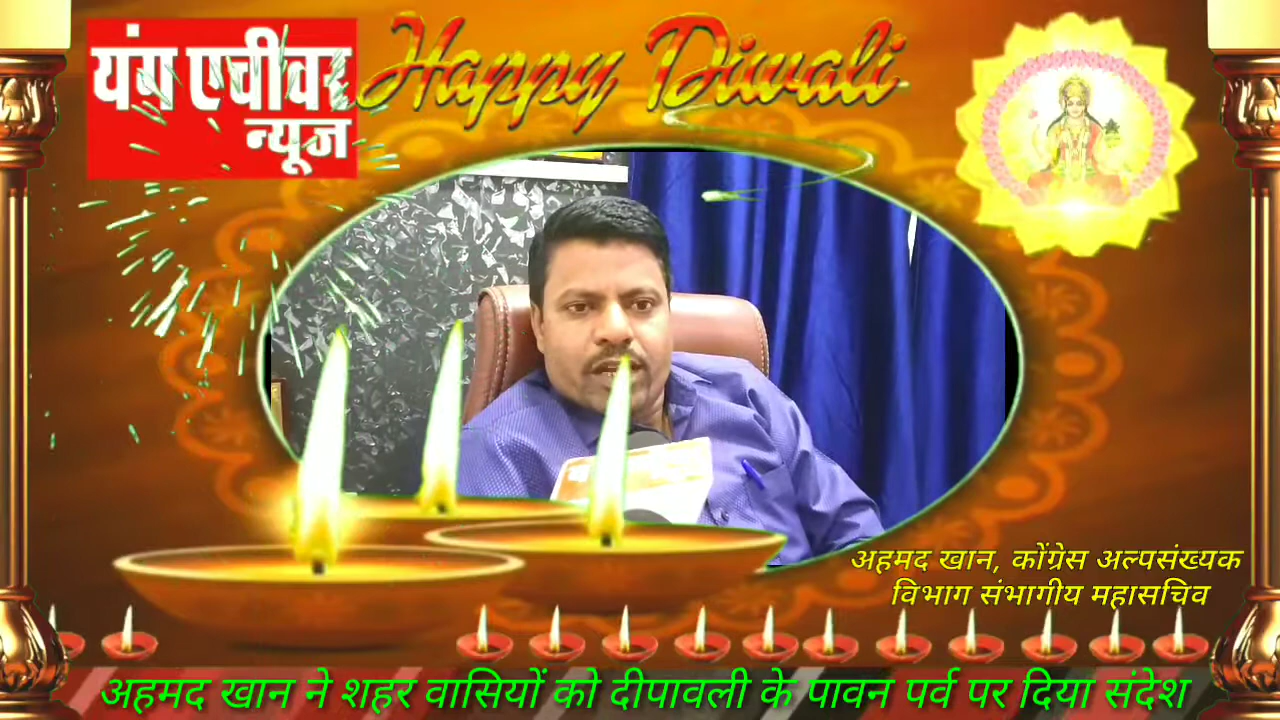 यंग एचीवर
न्यूज
Happy Diwali
अहमद खान, कोंग्रेस अल्पसंख्यक
विभाग संभागीय महासचिव
अहमद खान ने शहर वासियों को दीपावली के पावन पर्व पर दिया संदेश